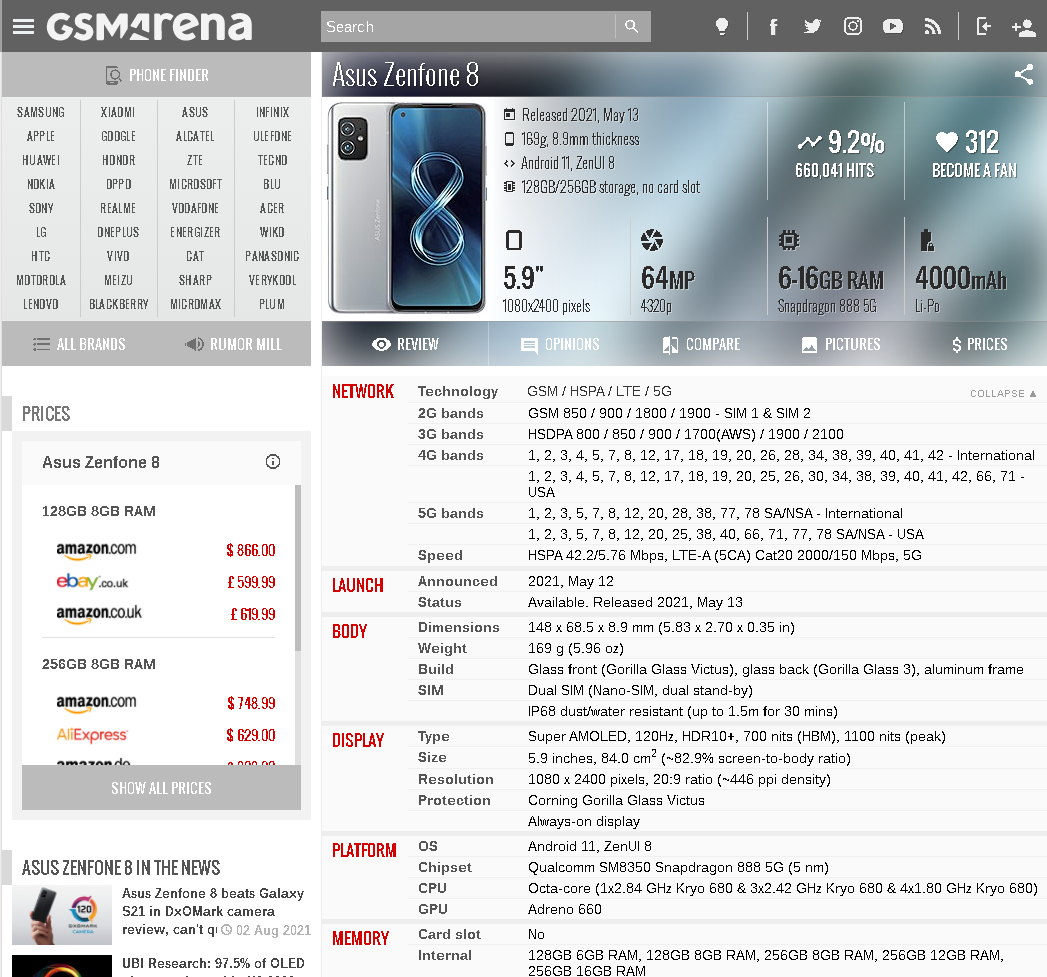 GSMArena
Search
PHONE FINDER
SAMSUNG XIAOMI ASUS INFINIX
APPLE GOOGLE ALCATEL ULEFONE
HUAWEI HONOR ZTE TECNO
NOKIA OPPO MICROSOFT BLU
SONY REALME VODAFONE ACER
LG ONEPLUS ENERGIZER WIKO
HTC VIVO CAT PANASONIC
MOTOROLA MEIZU SHARP VERYKOOL
LENOVO BLACKBERRY MICROMAX PLUM
ALL BRANDS RUMOR MILL
Asus Zenfone 8
Released 2021, May 13
169g, 8.9mm thickness
Android 11, ZenUI 8
128GB/256GB storage, no card slot
9.2%
660,041 HITS
312
BECOME A FAN
5.9"
1080x2400 pixels
64MP
4320p
6-16GB RAM
Snapdragon 888 5G
4000mAh
Li-Po
REVIEW OPINIONS COMPARE PICTURES PRICES
PRICES
Asus Zenfone 8
128GB 8GB RAM
amazon.com $ 866.00
ebay.co.uk £ 599.99
amazon.co.uk £ 619.99
256GB 8GB RAM
amazon.com $ 748.99
AliExpress $ 629.00
SHOW ALL PRICES
ASUS ZENFONE 8 IN THE NEWS
120
DXOMARK
CAMERA
Asus Zenfone 8 beats Galaxy
S21 in DxOMark camera
review, can't q 02 Aug 2021
UBI Research: 97.5% of OLED
NETWORK Technology GSM / HSPA / LTE / 5G COLLAPSE ▲
2G bands GSM 850 / 900 / 1800 / 1900 - SIM 1 & SIM 2
3G bands HSDPA 800 / 850 / 900 / 1700(AWS) / 1900 / 2100
4G bands 1, 2, 3, 4, 5, 7, 8, 12, 17, 18, 19, 20, 26, 28, 34, 38, 39, 40, 41, 42 - International
1, 2, 3, 4, 5, 7, 8, 12, 17, 18, 19, 20, 25, 26, 30, 34, 38, 39, 40, 41, 42, 66, 71 -
USA
5G bands 1, 2, 3, 5, 7, 8, 12, 20, 28, 38, 77, 78 SA/NSA - International
1, 2, 3, 5, 7, 8, 12, 20, 25, 38, 40, 66, 71, 77, 78 SA/NSA - USA
Speed HSPA 42.2/5.76 Mbps, LTE-A (5CA) Cat20 2000/150 Mbps, 5G
LAUNCH Announced 2021, May 12
Status Available. Released 2021, May 13
BODY Dimensions 148 x 68.5 x 8.9 mm (5.83 x 2.70 x 0.35 in)
Weight 169 g (5.96 oz)
Build Glass front (Gorilla Glass Victus), glass back (Gorilla Glass 3), aluminum frame
SIM Dual SIM (Nano-SIM, dual stand-by)
IP68 dust/water resistant (up to 1.5m for 30 mins)
DISPLAY Type Super AMOLED, 120Hz, HDR10+, 700 nits (HBM), 1100 nits (peak)
Size 5.9 inches, 84.0 cm2 (~82.9% screen-to-body ratio)
Resolution 1080 x 2400 pixels, 20:9 ratio (~446 ppi density)
Protection Corning Gorilla Glass Victus
Always-on display
PLATFORM OS Android 11, ZenUI 8
Chipset Qualcomm SM8350 Snapdragon 888 5G (5 nm)
CPU Octa-core (1x2.84 GHz Kryo 680 & 3x2.42 GHz Kryo 680 & 4x1.80 GHz Kryo 680)
GPU Adreno 660
MEMORY Card slot No
Internal 128GB 6GB RAM, 128GB 8GB RAM, 256GB 8GB RAM, 256GB 12GB RAM,
256GB 16GB RAM